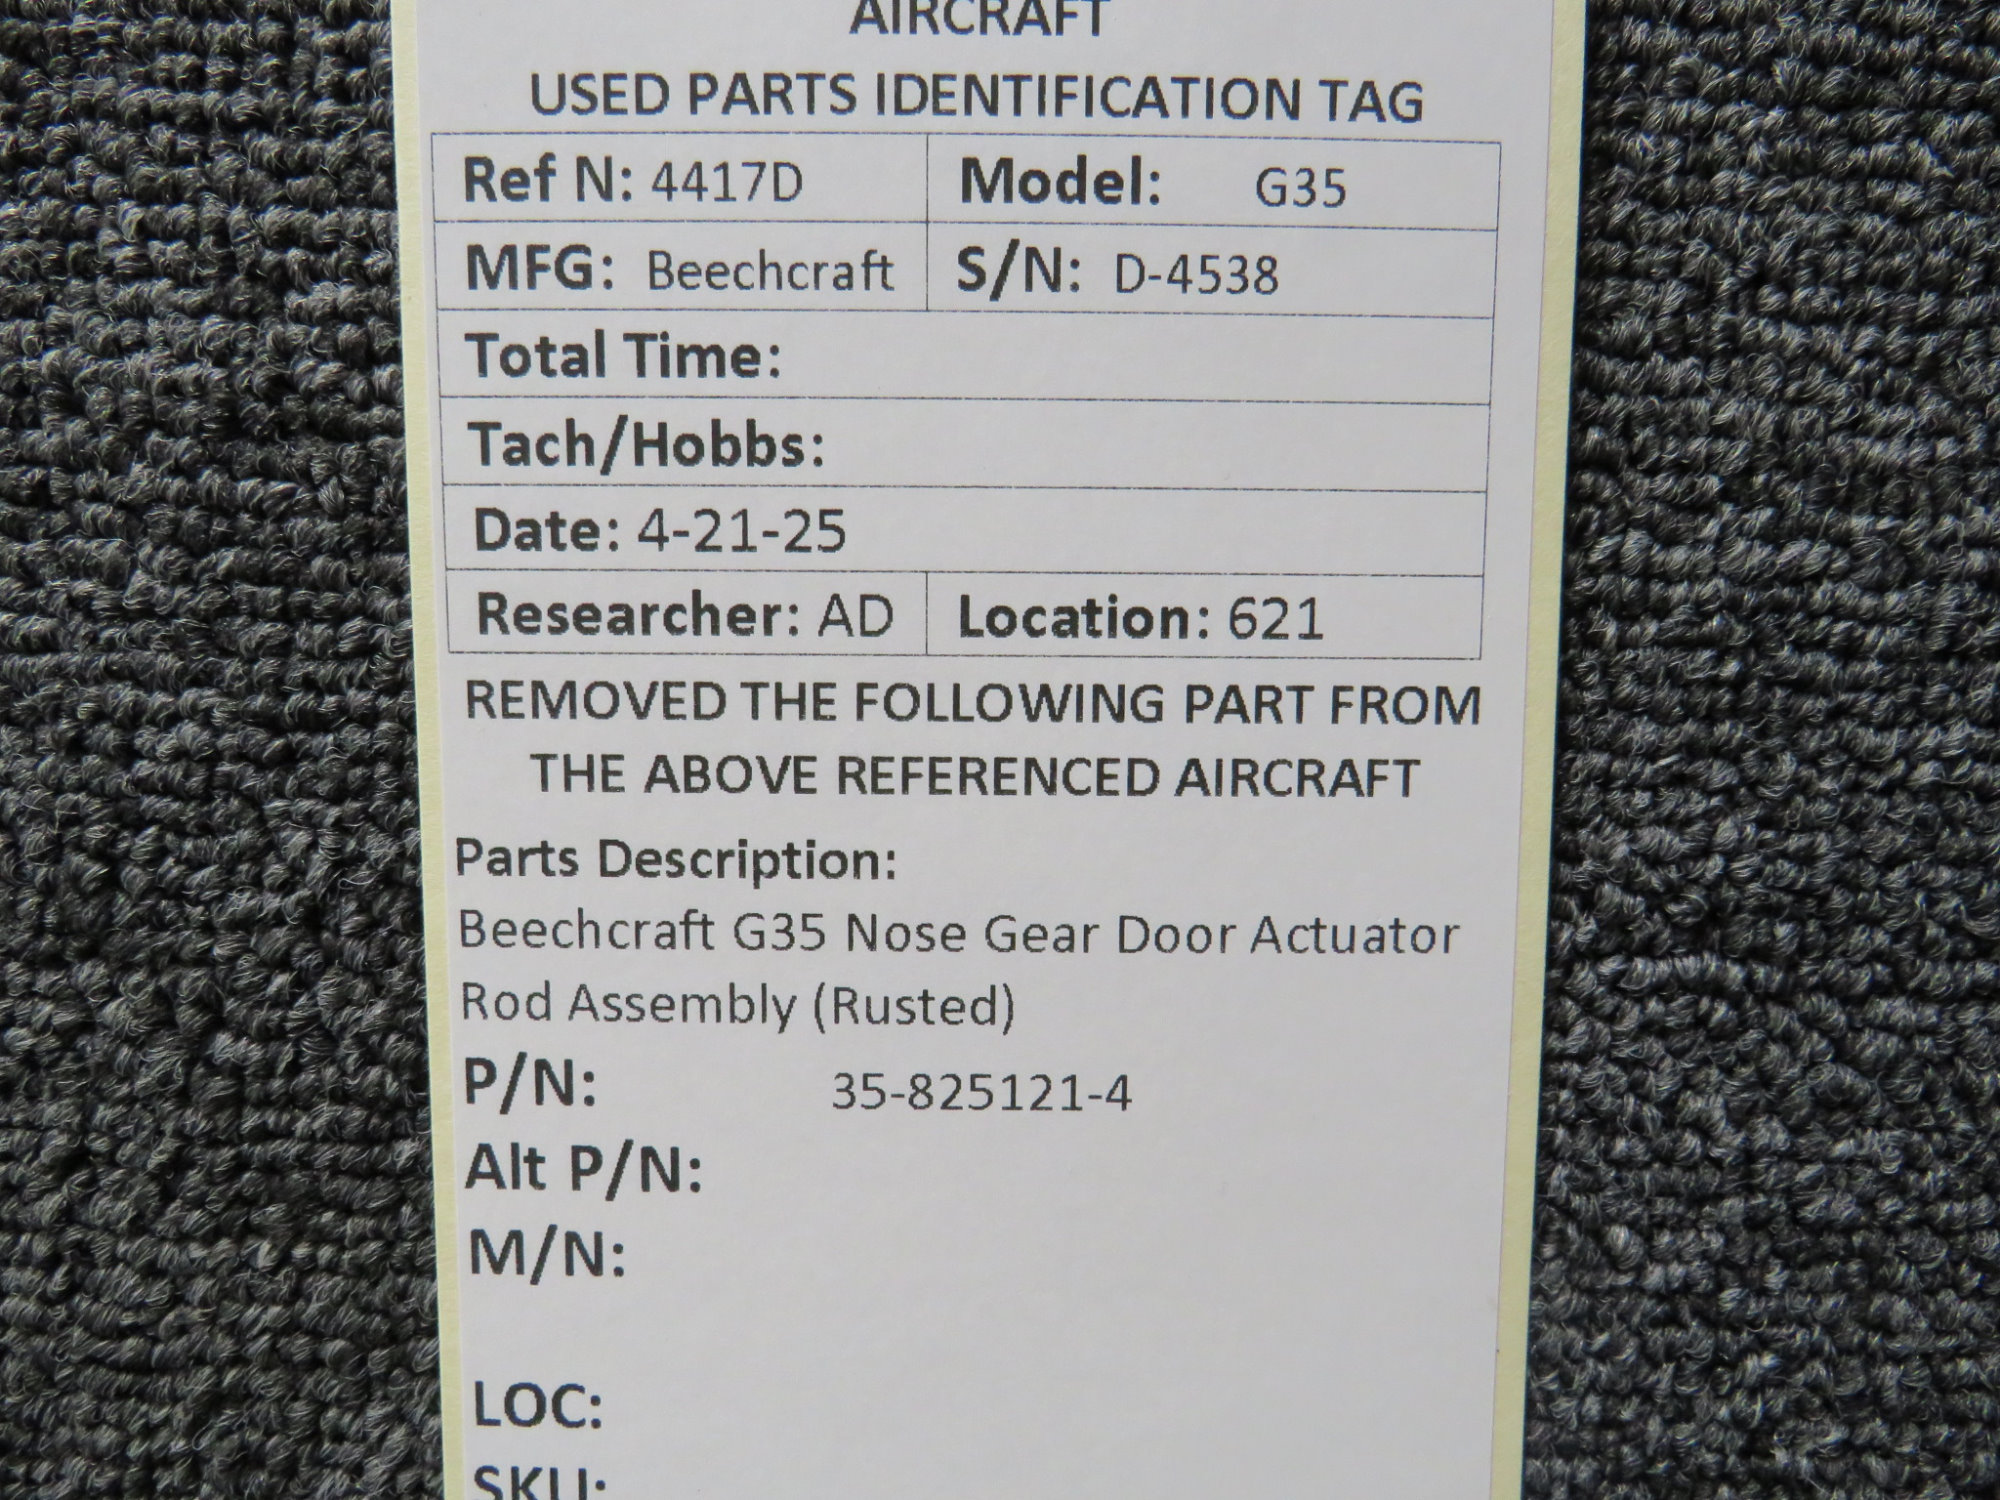 AIRCRAFT
USED PARTS IDENTIFICATION TAG
Ref N: 4417D Model: G35
MFG: Beechcraft S/N: D-4538
Total Time:
Tach/Hobbs:
Date: 4-21-25
Researcher: AD Location: 621
REMOVED THE FOLLOWING PART FROM
THE ABOVE REFERENCED AIRCRAFT
Parts Description:
Beechcraft G35 Nose Gear Door Actuator
Rod Assembly (Rusted)
P/N: 35-825121-4
Alt P/N:
M/N:
LOC:
SKU: